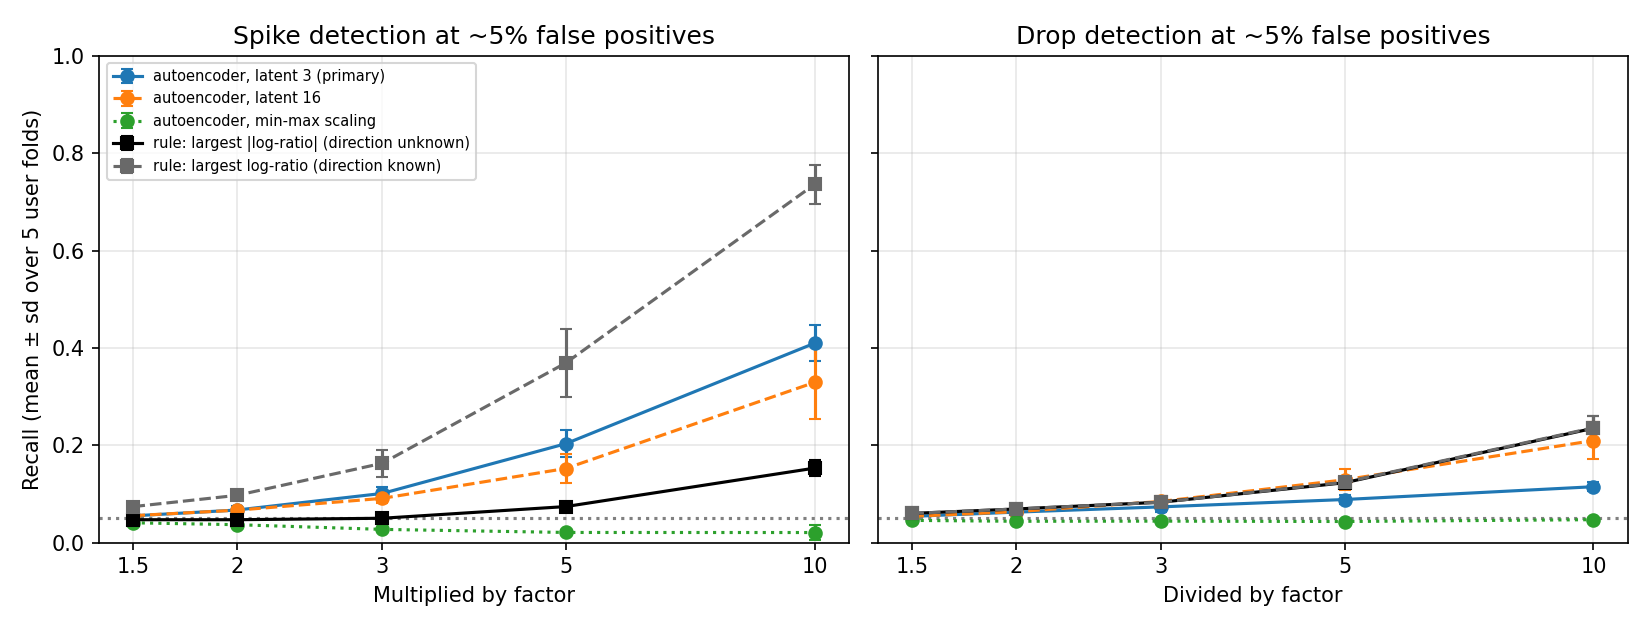 Spike detection at ~5% false positives
Drop detection at ~5% false positives
Recall (mean ± sd over 5 user folds)
1.0
0.8
0.6
0.4
0.2
0.0
autoencoder, latent 3 (primary)
autoencoder, latent 16
autoencoder, min-max scaling
rule: largest |log-ratio| (direction unknown)
rule: largest log-ratio (direction known)
1.5 2 3 5 10
1.5 2 3 5 10
Multiplied by factor
Divided by factor